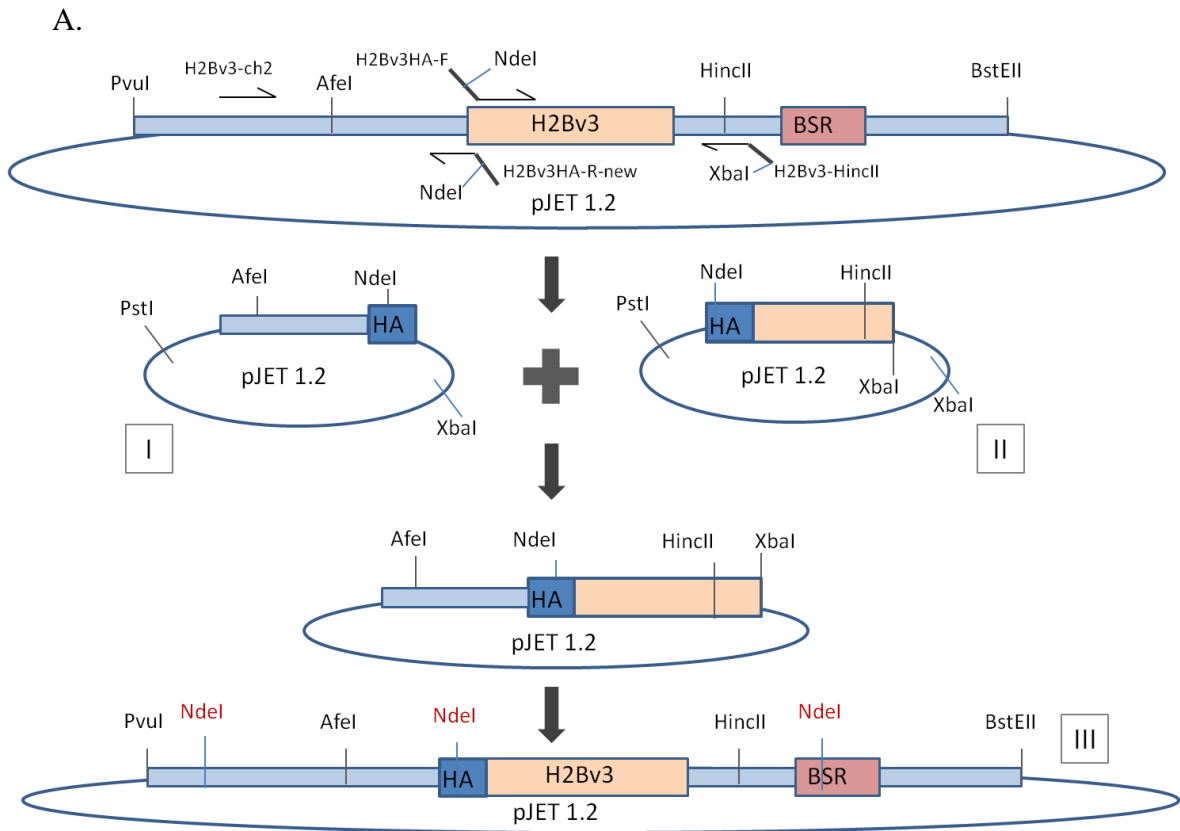 A.
H2Bv3-ch2
H2Bv3HA-F
NdeI
PvuI
AfeI
HincII
BstEII
H2Bv3
BSR
NdeI
H2Bv3HA-R-new
XbaI
H2Bv3-HincII
pJET 1.2
AfeI
NdeI
PstI
HA
pJET 1.2
XbaI
I
NdeI
HincII
PstI
HA
pJET 1.2
XbaI
XbaI
II
AfeI
NdeI
HincII
XbaI
HA
pJET 1.2
PvuI
NdeI
AfeI
NdeI
HincII
NdeI
BstEII
III
HA
H2Bv3
BSR
pJET 1.2